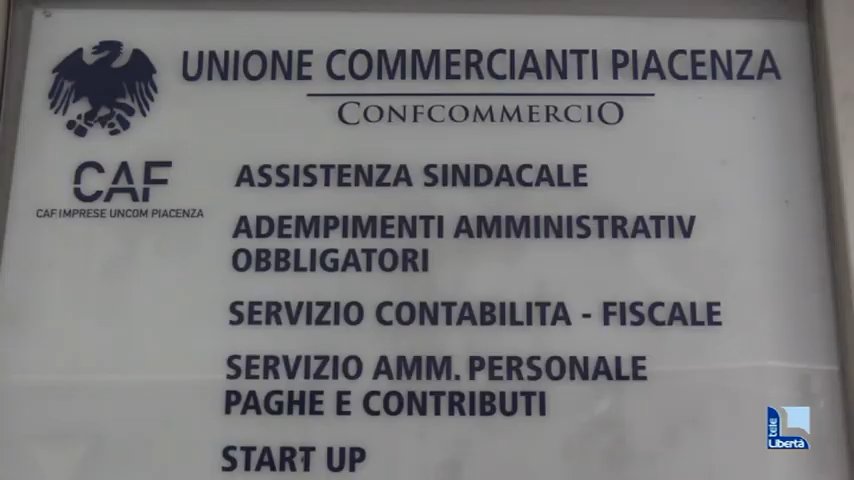 UNIONE COMMERCIANTI PIACENZA
CONFCOMMERCIO
CAF
CAF IMPRESE UNCOM PIACENZA
ASSISTENZA SINDACALE
ADEMPIMENTI AMMINISTRATIV
OBBLIGATORI
SERVIZIO CONTABILITA - FISCALE
SERVIZIO AMM. PERSONALE
PAGHE E CONTRIBUTI
START UP
tele
Libertà